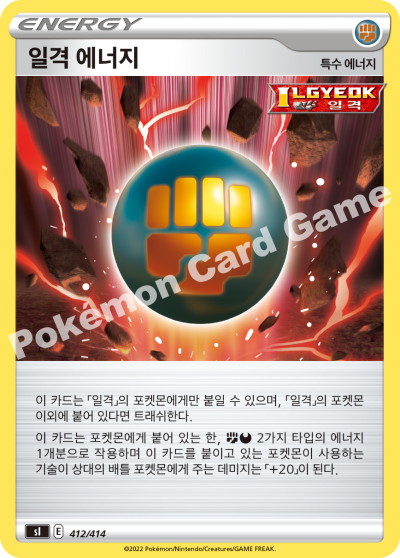 ENERGY
일격 에너지
특수 에너지
ILGYEOK
일격
Pokémon Card Game
이 카드는 「일격」의 포켓몬에게만 붙일 수 있으며, 「일격」의 포켓몬
이외에 붙어 있다면 트래쉬한다.
이 카드는 포켓몬에게 붙어 있는 한, 2가지 타입의 에너지
1개분으로 작용하며 이 카드를 붙이고 있는 포켓몬이 사용하는
기술이 상대의 배틀 포켓몬에게 주는 데미지는 「+20」이 된다.
sI E 412/414
©2022 Pokémon/Nintendo/Creatures/GAME FREAK.